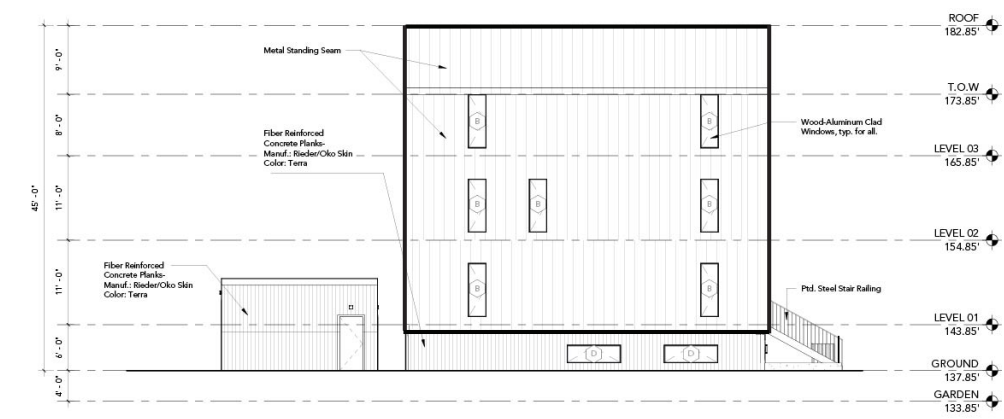 ROOF
182.85'
Metal Standing Seam
9' - 0"
T.O.W
173.85'
8' - 0"
B
B
Wood-Aluminum Clad
Windows, typ. for all.
Fiber Reinforced
Concrete Planks-
Manuf.: Rieder/Oko Skin
Color: Terra
LEVEL 03
165.85'
45' - 0"
11' - 0"
B
B
B
LEVEL 02
154.85'
Fiber Reinforced
Concrete Planks-
Manuf.: Rieder/Oko Skin
Color: Terra
11' - 0"
B
B
Ptd. Steel Stair Railing
LEVEL 01
143.85'
6' - 0"
D
D
GROUND
137.85'
4' - 0"
GARDEN
133.85'